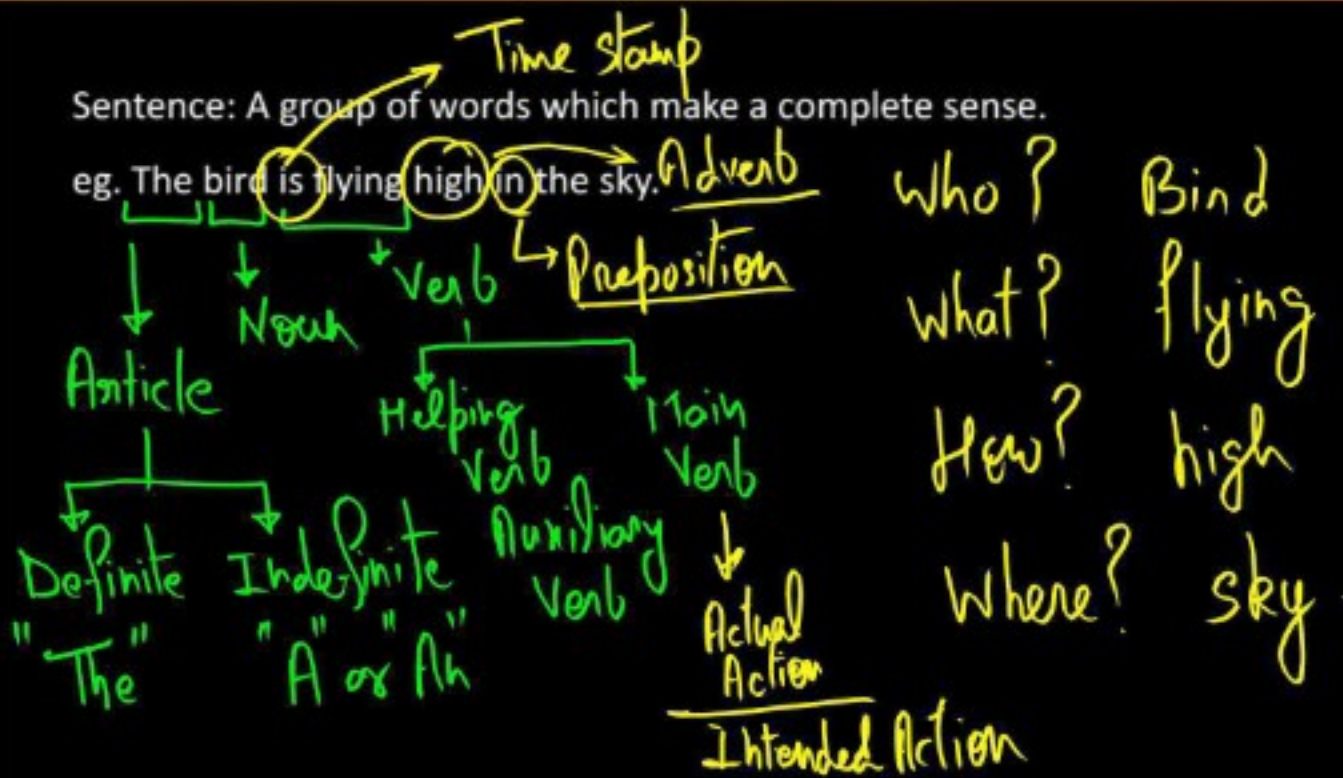 Time stamp
Sentence: A group of words which make a complete sense.
eg. The bird is flying high in the sky. Adverb
Preposition
Verb
Noun
Article
Helping Verb
Auxiliary Verb
Main Verb
Definite
"The"
Indefinite
"A" or "An"
Actual Action
Intended Action
Who? Bird
What? flying
How? high
Where? sky